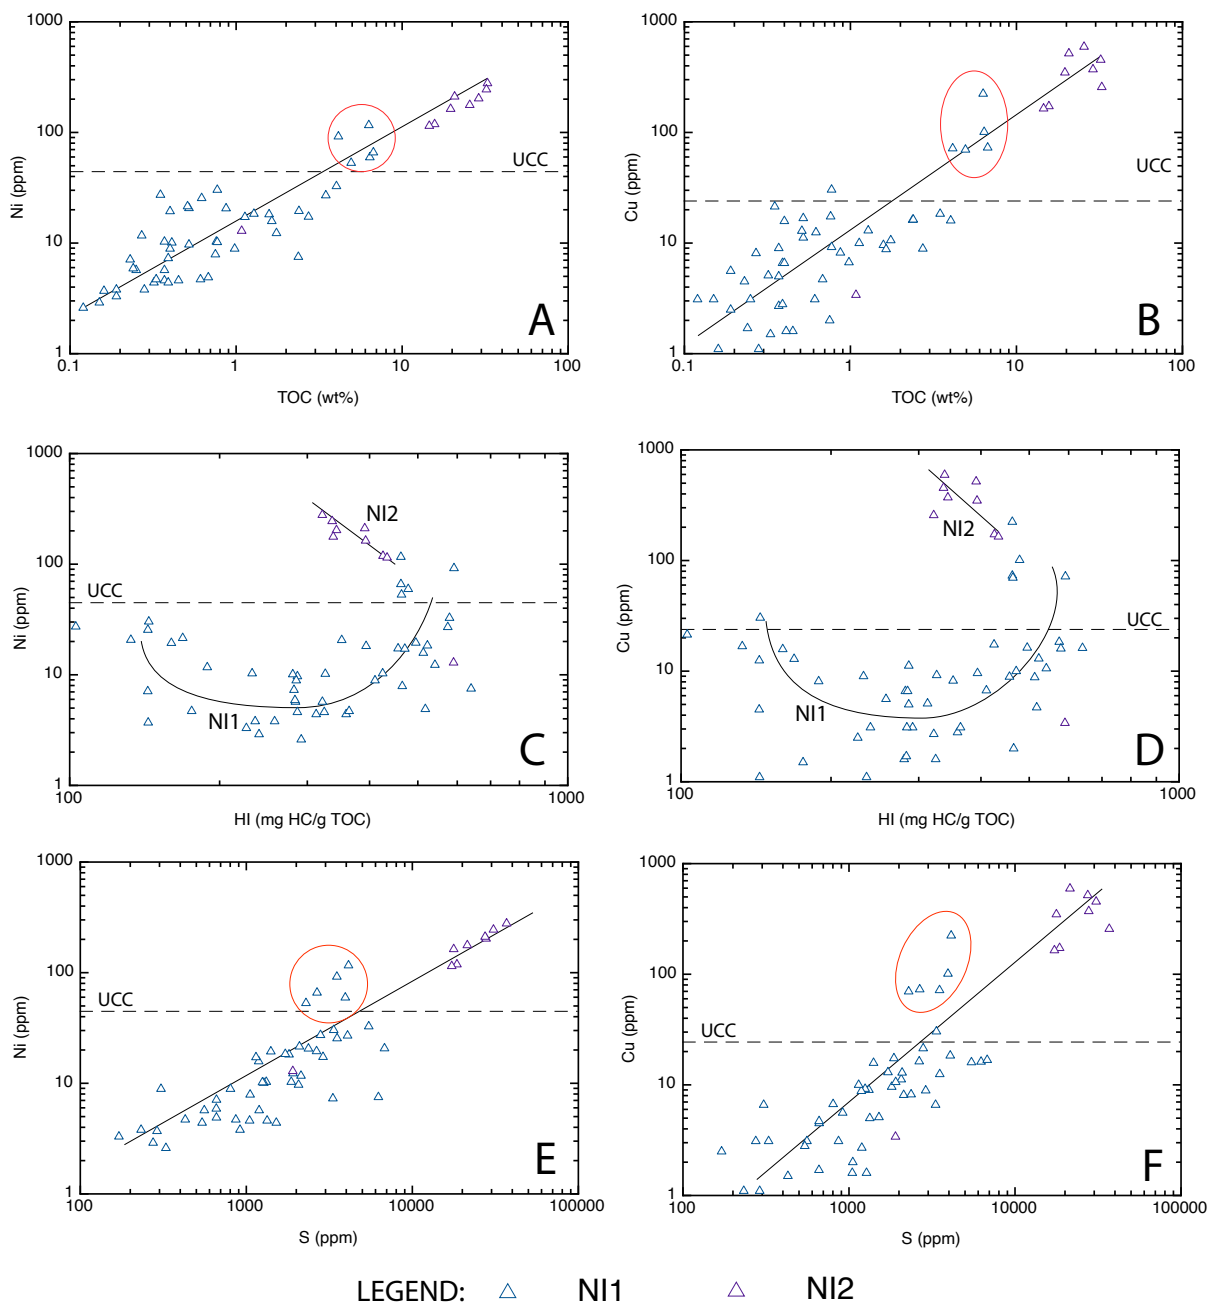 1000
100
10
1
Ni (ppm)
UCC
A
0.1
1
10
100
TOC (wt%)
1000
100
10
1
Cu (ppm)
UCC
B
0.1
1
10
100
TOC (wt%)
1000
100
10
1
Ni (ppm)
NI2
UCC
NI1
C
100
1000
HI (mg HC/g TOC)
1000
100
10
1
Cu (ppm)
NI2
UCC
NI1
D
100
1000
HI (mg HC/g TOC)
1000
100
10
1
Ni (ppm)
UCC
E
100
1000
10000
100000
S (ppm)
1000
100
10
1
Cu (ppm)
UCC
F
100
1000
10000
100000
S (ppm)
LEGEND: NI1 NI2